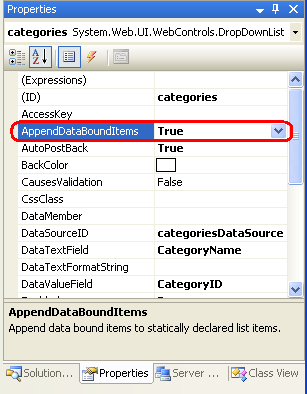 Properties
categories System.Web.UI.WebControls.DropDownList
(Expressions)
(ID) categories
AccessKey
AppendDataBoundItems True
AutoPostBack True
BackColor
CausesValidation False
CssClass
DataMember
DataSourceID categoriesDataSource
DataTextField CategoryName
DataTextFormatString
DataValueField CategoryID
AppendDataBoundItems
Append data bound items to statically declared list items.
Solution... Properties Server ... Class View